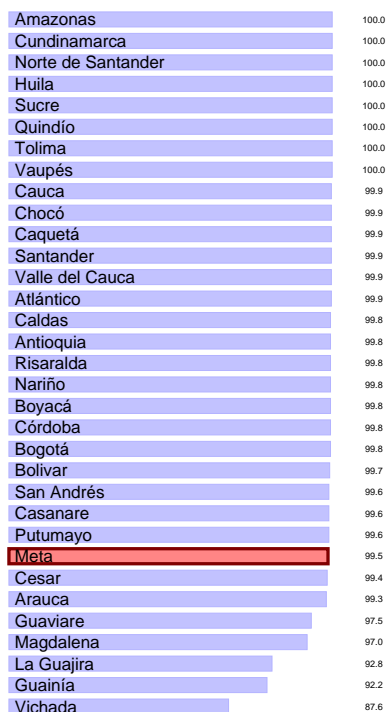 Amazonas 100.0
Cundinamarca 100.0
Norte de Santander 100.0
Huila 100.0
Sucre 100.0
Quindío 100.0
Tolima 100.0
Vaupés 100.0
Cauca 99.9
Chocó 99.9
Caquetá 99.9
Santander 99.9
Valle del Cauca 99.9
Atlántico 99.9
Caldas 99.8
Antioquia 99.8
Risaralda 99.8
Nariño 99.8
Boyacá 99.8
Córdoba 99.8
Bogotá 99.8
Bolivar 99.7
San Andrés 99.6
Casanare 99.6
Putumayo 99.6
Meta 99.5
Cesar 99.4
Arauca 99.3
Guaviare 97.5
Magdalena 97.0
La Guajira 92.8
Guainía 92.2
Vichada 87.6